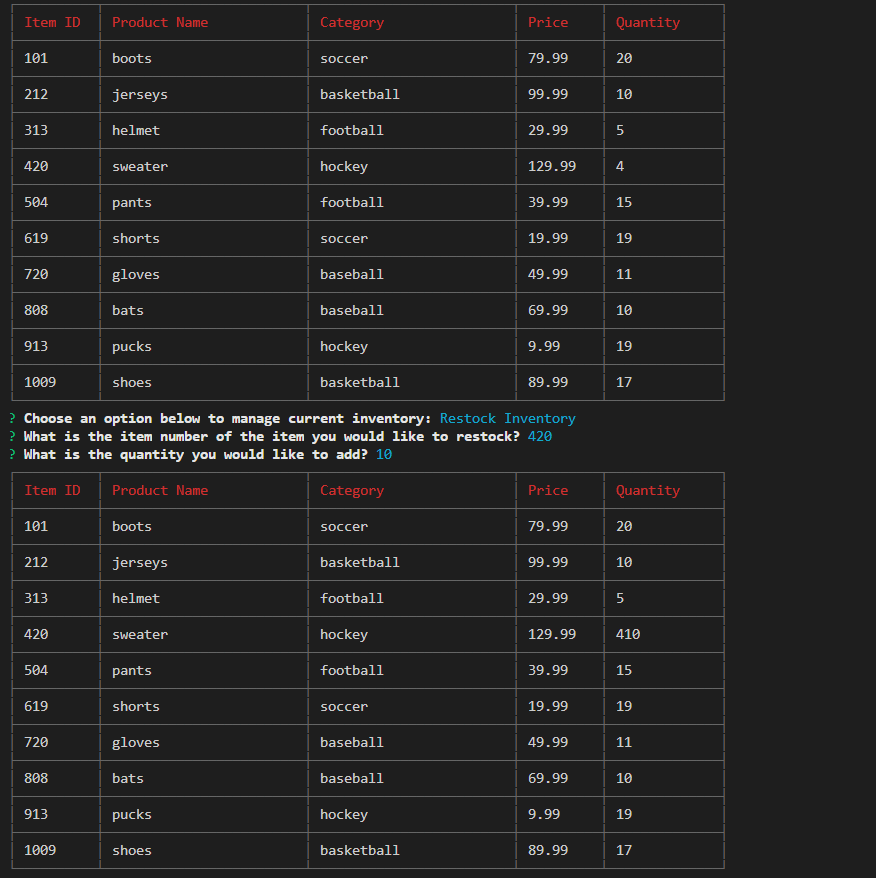 Item ID Product Name Category Price Quantity
101 boots soccer 79.99 20
212 jerseys basketball 99.99 10
313 helmet football 29.99 5
420 sweater hockey 129.99 4
504 pants football 39.99 15
619 shorts soccer 19.99 19
720 gloves baseball 49.99 11
808 bats baseball 69.99 10
913 pucks hockey 9.99 19
1009 shoes basketball 89.99 17
? Choose an option below to manage current inventory: Restock Inventory
? What is the item number of the item you would like to restock? 420
? What is the quantity you would like to add? 10
Item ID Product Name Category Price Quantity
101 boots soccer 79.99 20
212 jerseys basketball 99.99 10
313 helmet football 29.99 5
420 sweater hockey 129.99 410
504 pants football 39.99 15
619 shorts soccer 19.99 19
720 gloves baseball 49.99 11
808 bats baseball 69.99 10
913 pucks hockey 9.99 19
1009 shoes basketball 89.99 17